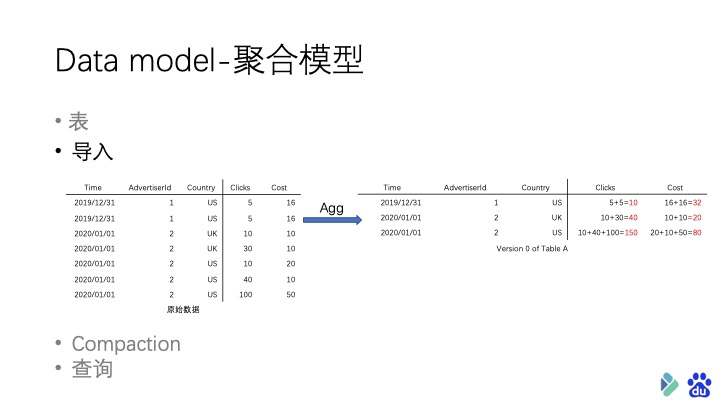 Data model-聚合模型
• 表
• 导入
Time AdvertiserId Country Clicks Cost
2019/12/31 1 US 5 16
2019/12/31 1 US 5 16
2020/01/01 2 UK 10 10
2020/01/01 2 UK 30 10
2020/01/01 2 US 10 20
2020/01/01 2 US 40 10
2020/01/01 2 US 100 50
原始数据
Agg
Time AdvertiserId Country Clicks Cost
2019/12/31 1 US 5+5=10 16+16=32
2020/01/01 2 UK 10+30=40 10+10=20
2020/01/01 2 US 10+40+100=150 20+10+50=80
Version 0 of Table A
• Compaction
• 查询
du